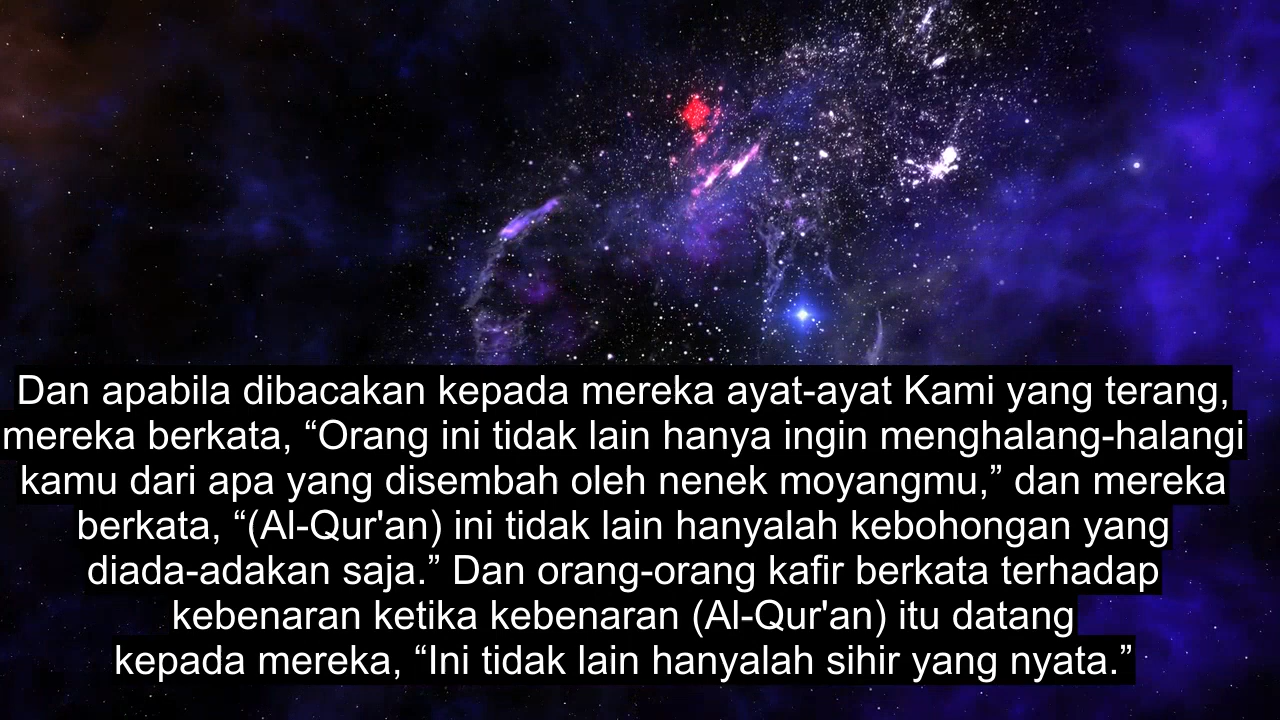 Dan apabila dibacakan kepada mereka ayat-ayat Kami yang terang,
mereka berkata, “Orang ini tidak lain hanya ingin menghalang-halangi
kamu dari apa yang disembah oleh nenek moyangmu,” dan mereka
berkata, “(Al-Qur'an) ini tidak lain hanyalah kebohongan yang
diada-adakan saja.” Dan orang-orang kafir berkata terhadap
kebenaran ketika kebenaran (Al-Qur'an) itu datang
kepada mereka, “Ini tidak lain hanyalah sihir yang nyata.”